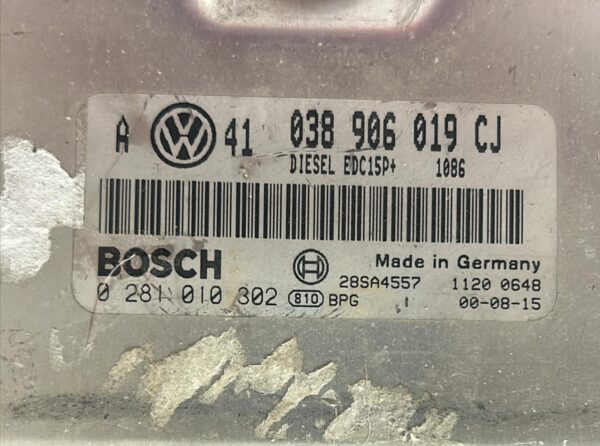 A VW 41 038 906 019 CJ
DIESEL EDC15P+ 1086
BOSCH Made in Germany
28SA4557 1120 0648
0 281 010 302 810 BPG 00-08-15